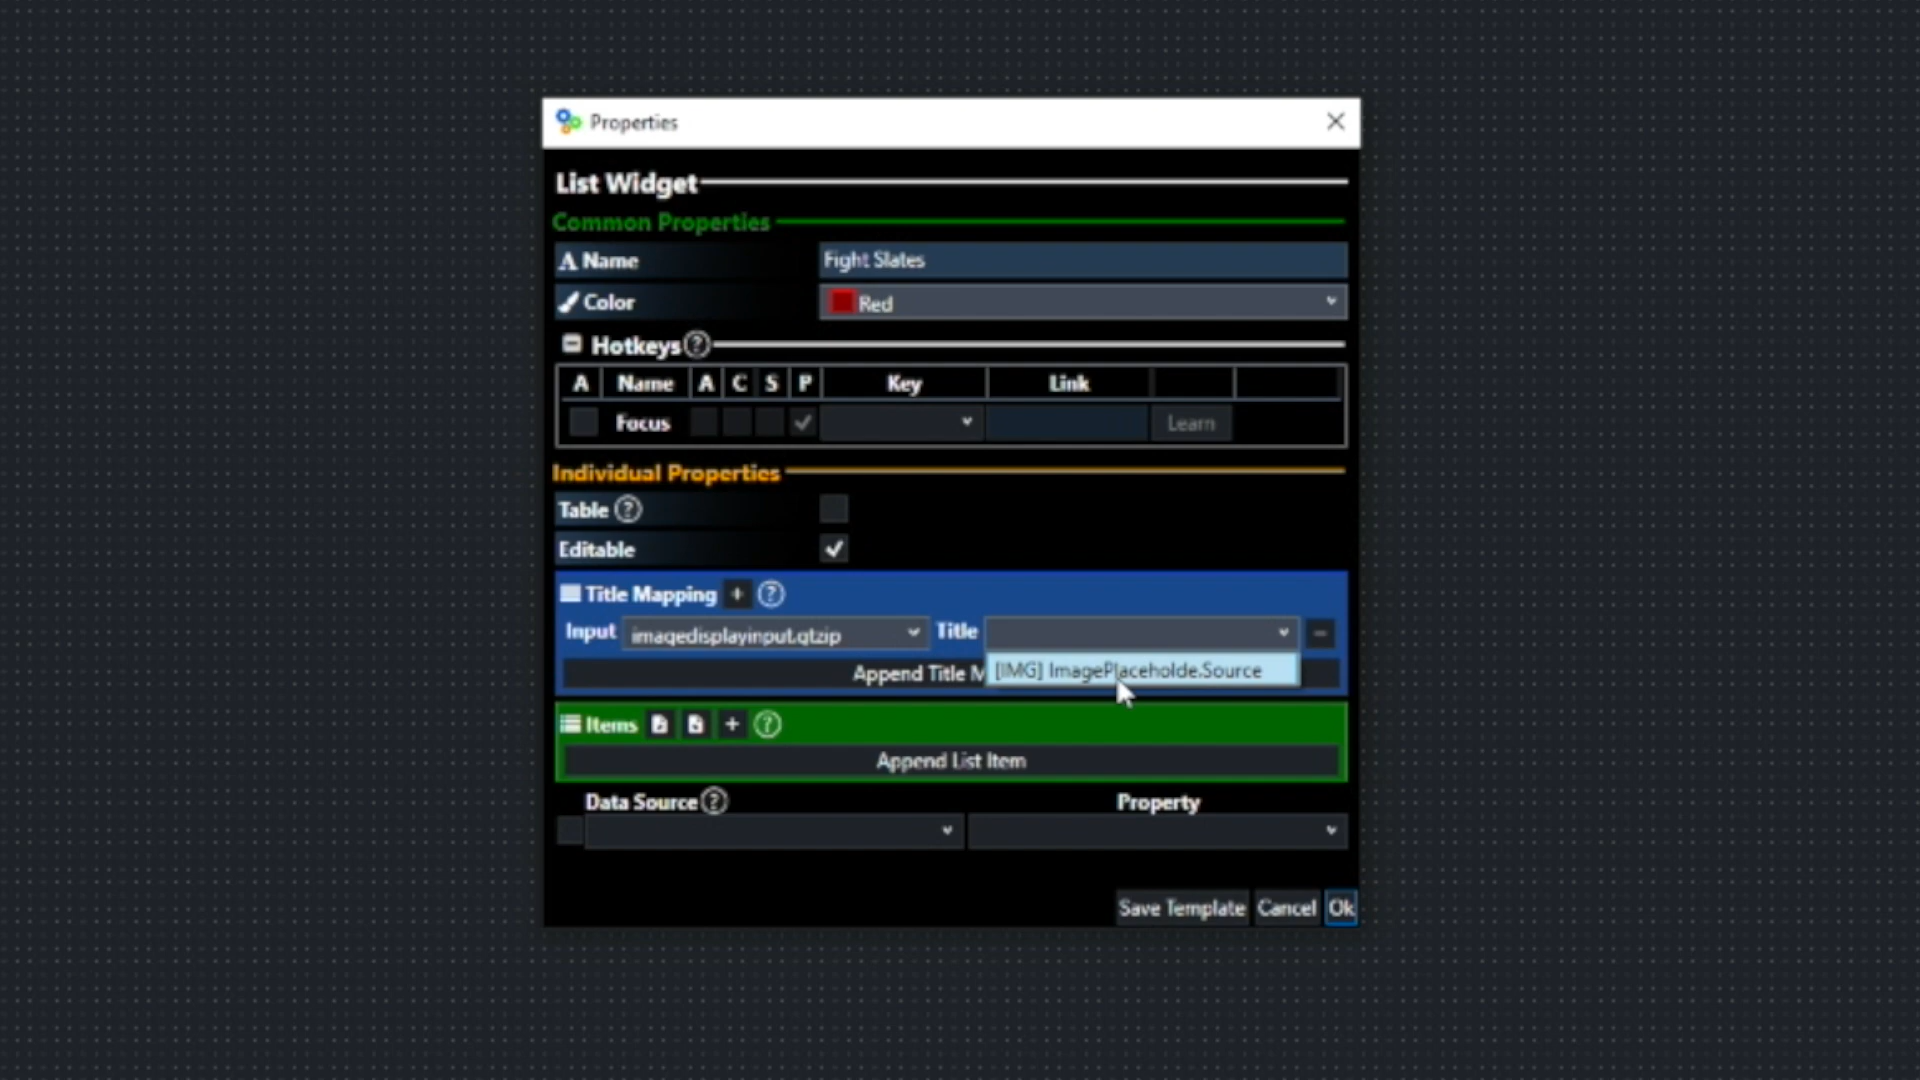 Properties
List Widget
Common Properties
A Name Fight Slates
Color Red
Hotkeys ?
A Name A C S P Key Link
Focus Learn
Individual Properties
Table ?
Editable
Title Mapping + ?
Input imagedisplayinput.gtzip Title
Append Title M
[IMG] ImagePlaceholde.Source
Items + ?
Append List Item
Data Source ? Property
Save Template Cancel Ok